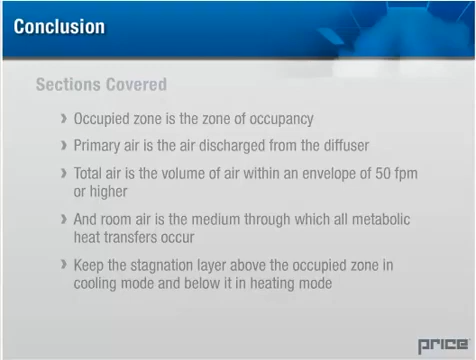 Conclusion
Sections Covered
› Occupied zone is the zone of occupancy
› Primary air is the air discharged from the diffuser
› Total air is the volume of air within an envelope of 50 fpm
or higher
› And room air is the medium through which all metabolic
heat transfers occur
› Keep the stagnation layer above the occupied zone in
cooling mode and below it in heating mode
price